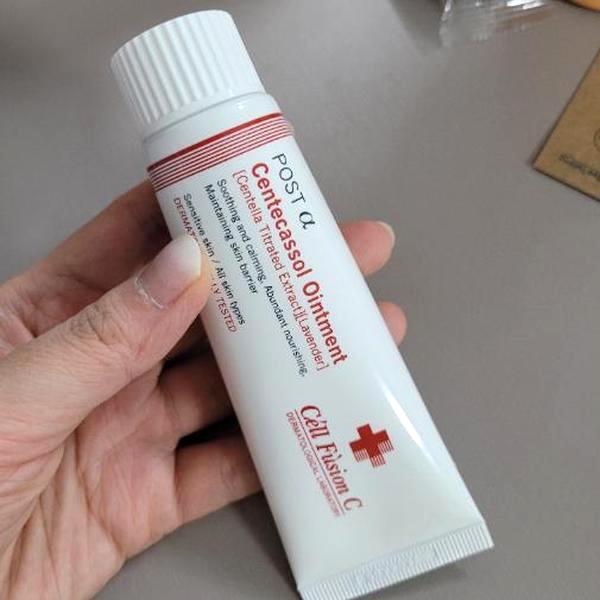 POST α
Centecassol Ointment
[Centella Titrated Extract][Lavender]
Soothing and calming, Abundant nourishing,
Maintaining skin barrier
Sensitive skin / All skin types
TESTED
Cell Fusion C
DERMATOLOGICAL LABORATORY